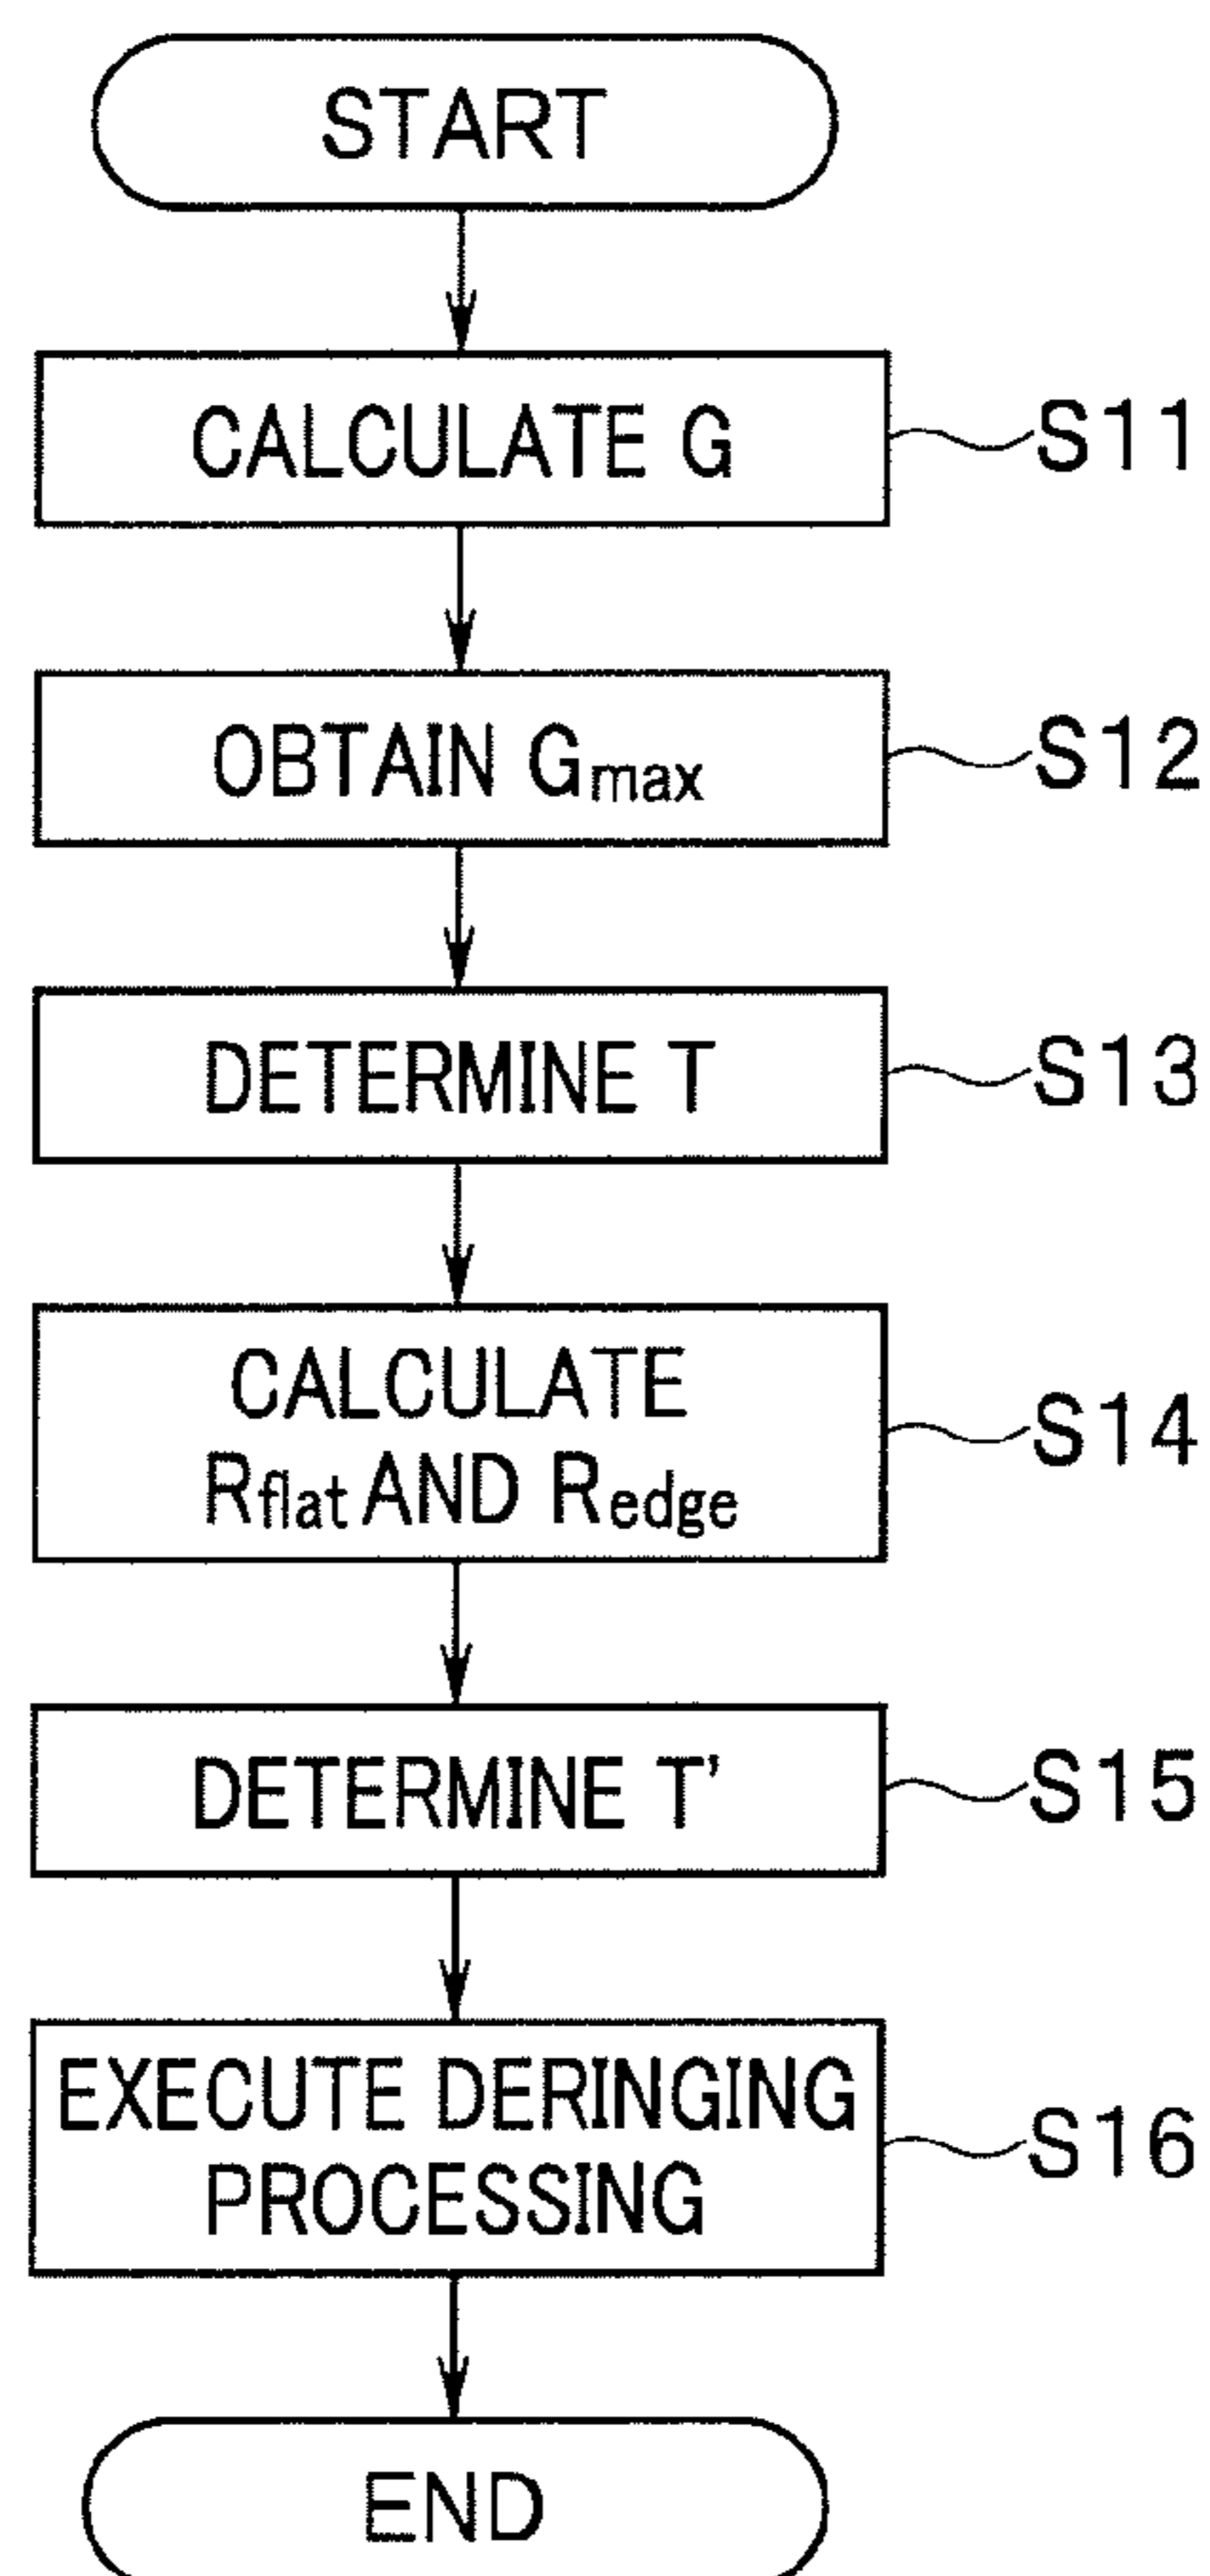 START
CALCULATE G
S11
OBTAIN Gmax
S12
DETERMINE T
S13
CALCULATE
Rflat AND Redge
S14
DETERMINE T'
S15
EXECUTE DERINGING
PROCESSING
S16
END